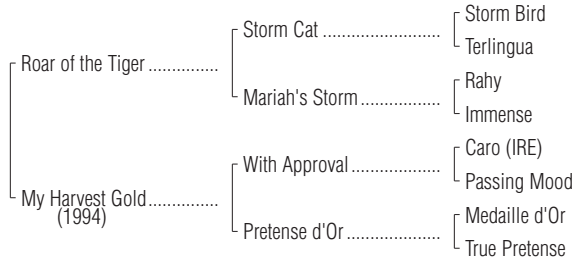 Storm Bird
Storm Cat ........................
Terlingua
Roar of the Tiger ..............
Rahy
Mariah's Storm ................
Immense
Caro (IRE)
With Approval ..................
Passing Mood
My Harvest Gold ..............
(1994)
Medaille d'Or
Pretense d'Or ...................
True Pretense